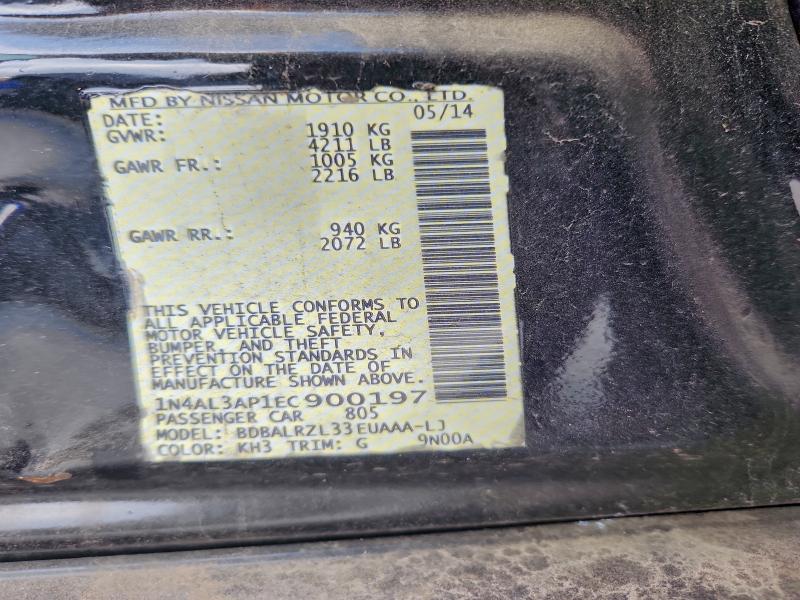 MFD BY NISSAN MOTOR CO., LTD.
DATE: 05/14
GVWR: 1910 KG
4211 LB
GAWR FR.: 1005 KG
2216 LB
GAWR RR.: 940 KG
2072 LB
THIS VEHICLE CONFORMS TO
ALL APPLICABLE FEDERAL
MOTOR VEHICLE SAFETY,
BUMPER, AND THEFT
PREVENTION STANDARDS IN
EFFECT ON THE DATE OF
MANUFACTURE SHOWN ABOVE.
1N4AL3AP1EC900197
PASSENGER CAR 805
MODEL: BDBALRZL33EUAAA-LJ
COLOR: KH3 TRIM: G 9N00A